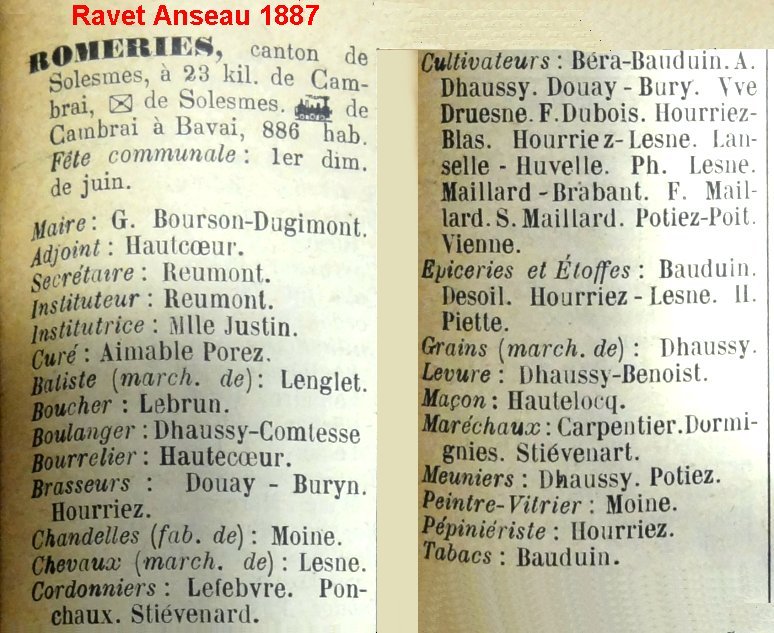 Ravet Anseau 1887
ROMERIES, canton de
Solesmes, à 23 kil. de Cam-
brai, de Solesmes. de
Cambrai à Bavai, 886 hab.
Fête communale : 1er dim.
de juin.
Maire : G. Bourson-Dugimont.
Adjoint : Hautcœur.
Secrétaire : Reumont.
Instituteur : Reumont.
Institutrice : Mlle Justin.
Curé : Aimable Porez.
Batiste (march. de) : Lenglet.
Boucher : Lebrun.
Boulanger : Dhaussy-Comtesse
Bourrelier : Hautecœur.
Brasseurs : Douay - Buryn.
Hourriez.
Chandelles (fab. de) : Moine.
Chevaux (march. de) : Lesne.
Cordonniers : Lefebvre. Pon-
chaux. Stiévenard.
Cultivateurs : Béra-Bauduin. A.
Dhaussy. Douay - Bury. Vve
Druesne. F. Dubois. Hourriez-
Blas. Hourriez-Lesne. Lan-
selle - Huvelle. Ph. Lesne.
Maillard - Brabant. F. Mail-
lard. S. Maillard. Potiez-Poit.
Vienne.
Epiceries et Étoffes : Bauduin.
Desoil. Hourriez - Lesne. H.
Piette.
Grains (march. de) : Dhaussy.
Levure : Dhaussy-Benoist.
Maçon : Hautelocq.
Maréchaux : Carpentier. Dormi-
gnies. Stiévenart.
Meuniers : Dhaussy. Potiez.
Peintre-Vitrier : Moine.
Pépiniériste : Hourriez.
Tabacs : Bauduin.